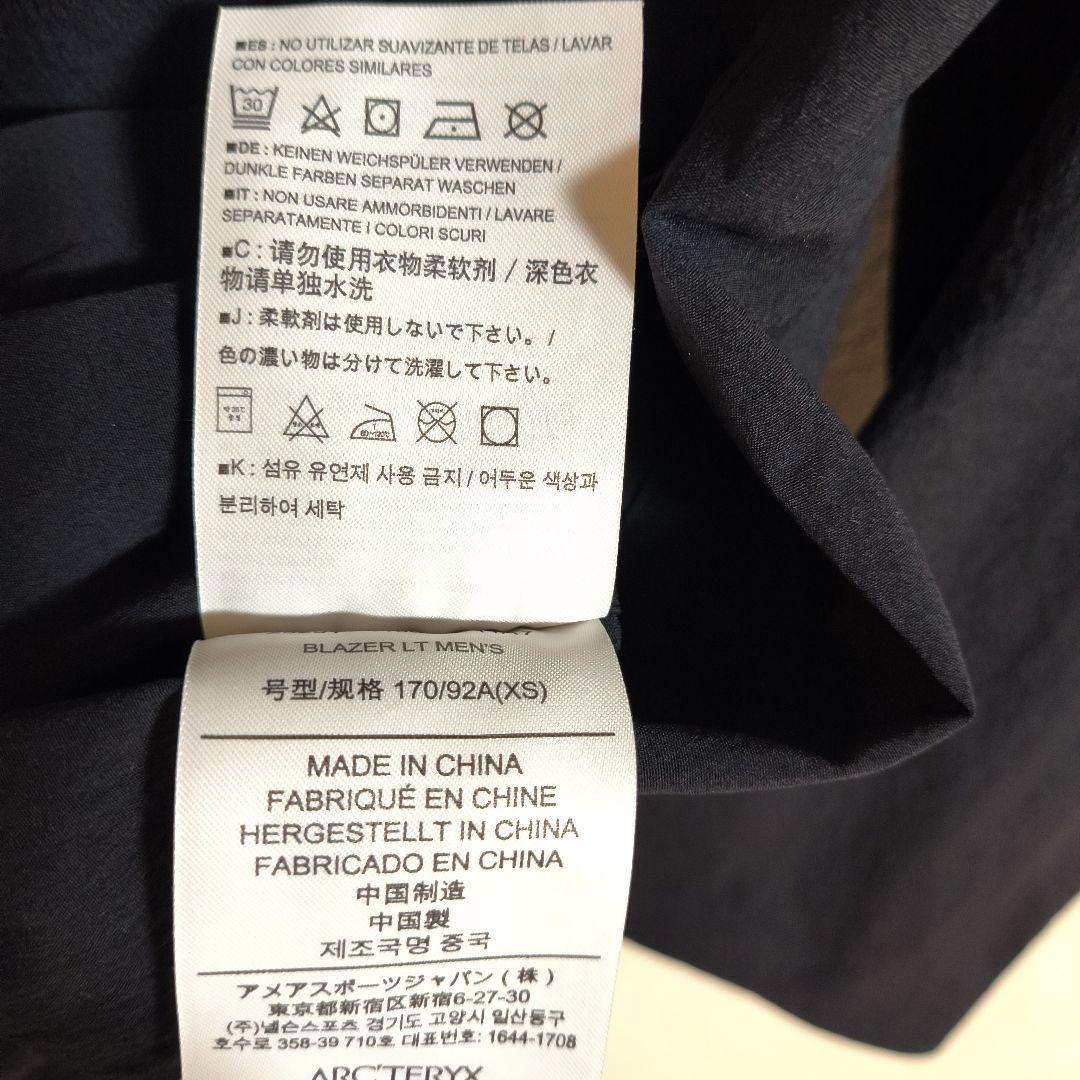 ■ES : NO UTILIZAR SUAVIZANTE DE TELAS / LAVAR
CON COLORES SIMILARES
30
■DE : KEINEN WEICHSPÜLER VERWENDEN /
DUNKLE FARBEN SEPARAT WASCHEN
■IT : NON USARE AMMORBIDENTI / LAVARE
SEPARATAMENTE I COLORI SCURI
■C : 请勿使用衣物柔软剂 / 深色衣
物请单独水洗
■J : 柔軟剤は使用しないで下さい。 /
色の濃い物は分けて洗濯して下さい。
■K : 섬유 유연제 사용 금지 / 어두운 색상과
분리하여 세탁
BLAZER LT MEN'S
号型/规格 170/92A(XS)
MADE IN CHINA
FABRIQUÉ EN CHINE
HERGESTELLT IN CHINA
FABRICADO EN CHINA
中国制造
中国製
제조국명 중국
アメアスポーツジャパン ( 株 )
東京都新宿区新宿6-27-30
(주)넬슨스포츠 경기도 고양시 일산동구
호수로 358-39 710호 대표번호: 1644-1708
ARC'TERYX